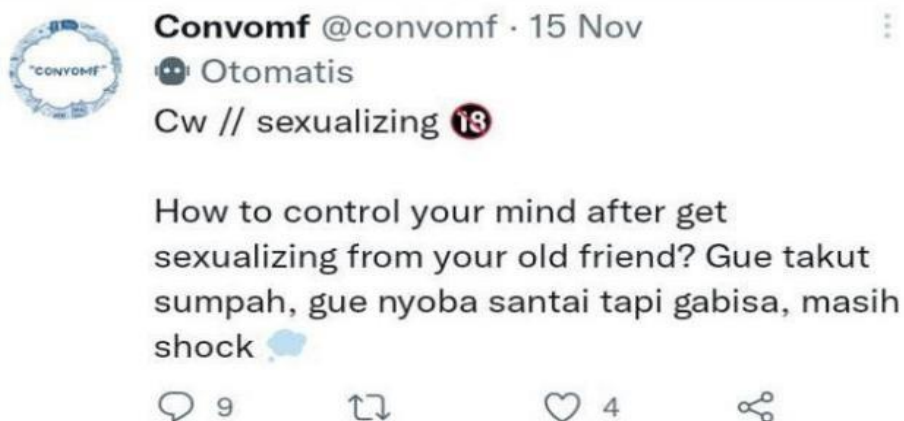 Convomf @convomf · 15 Nov
"CONVOMF"
Otomatis
Cw // sexualizing 🔞
How to control your mind after get
sexualizing from your old friend? Gue takut
sumpah, gue nyoba santai tapi gabisa, masih
shock
9 4